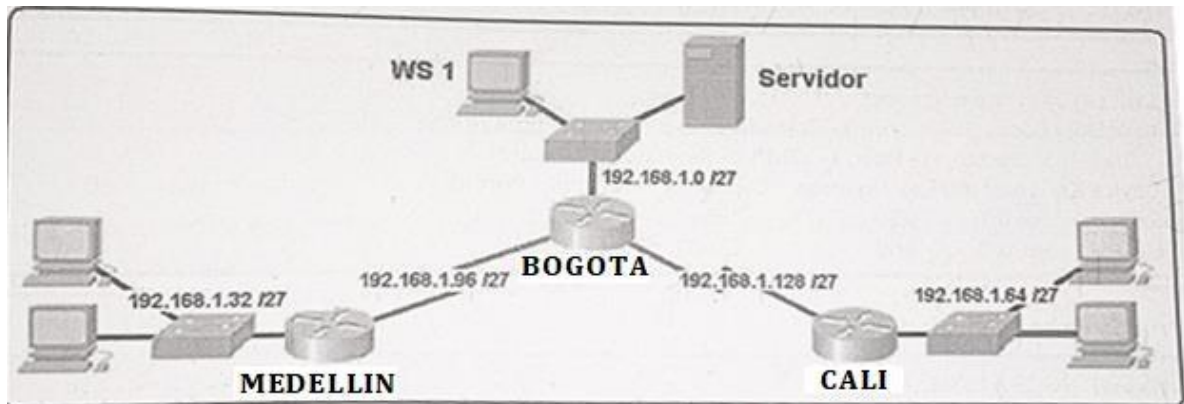 WS 1
Servidor
192.168.1.0 /27
BOGOTA
192.168.1.96 /27
192.168.1.128 /27
192.168.1.32 /27
192.168.1.64 /27
MEDELLIN
CALI